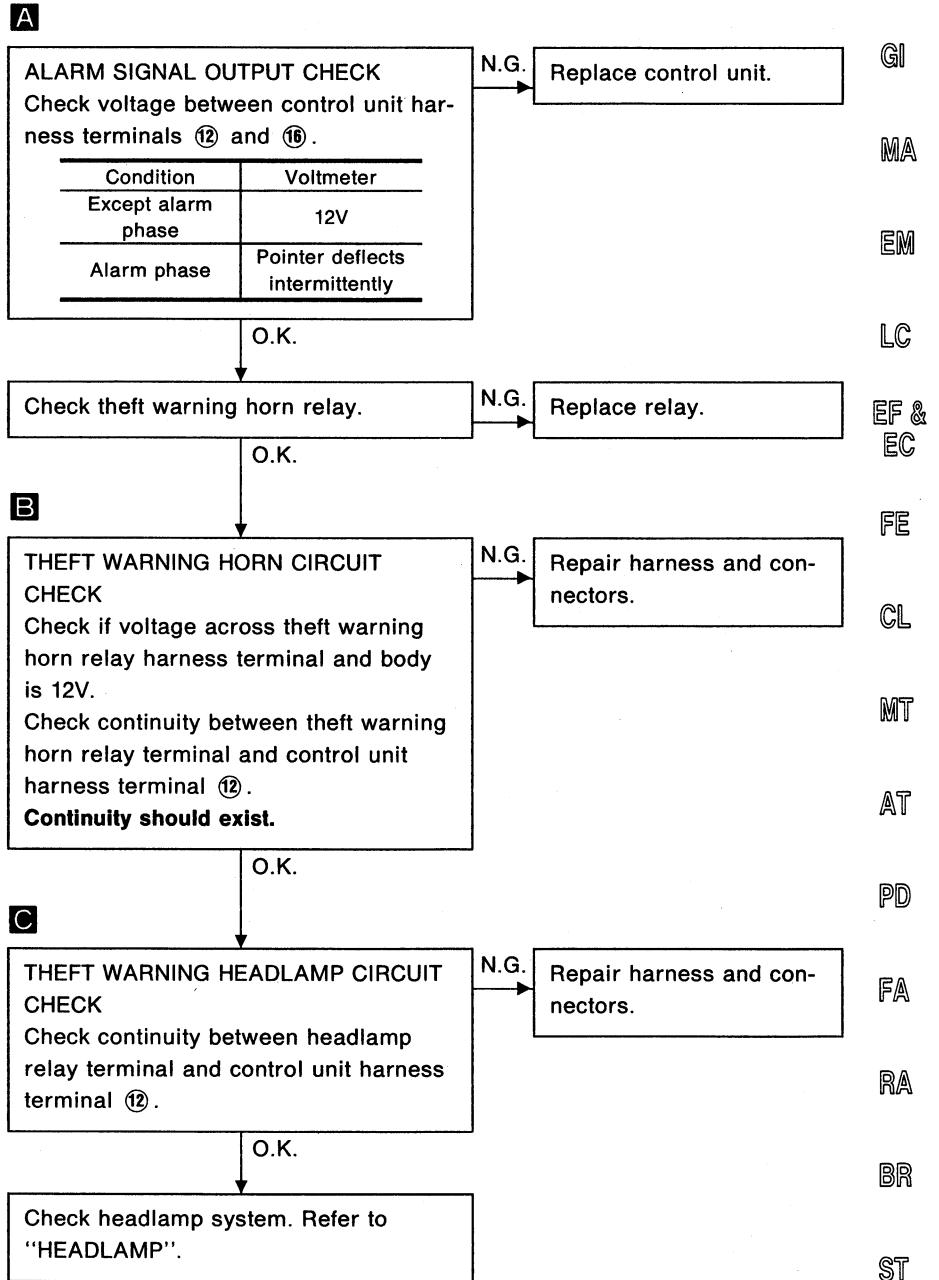 A
ALARM SIGNAL OUTPUT CHECK
Check voltage between control unit har-
ness terminals ⑫ and ⑯.
Condition Voltmeter
Except alarm
phase
12V
Alarm phase
Pointer deflects
intermittently
N.G.
Replace control unit.
O.K.
Check theft warning horn relay.
N.G.
Replace relay.
O.K.
B
THEFT WARNING HORN CIRCUIT
CHECK
Check if voltage across theft warning
horn relay harness terminal and body
is 12V.
Check continuity between theft warning
horn relay terminal and control unit
harness terminal ⑫.
Continuity should exist.
N.G.
Repair harness and con-
nectors.
O.K.
C
THEFT WARNING HEADLAMP CIRCUIT
CHECK
Check continuity between headlamp
relay terminal and control unit harness
terminal ⑫.
N.G.
Repair harness and con-
nectors.
O.K.
Check headlamp system. Refer to
"HEADLAMP".
GI
MA
EM
LC
EF &
EC
FE
CL
MT
AT
PD
FA
RA
BR
ST